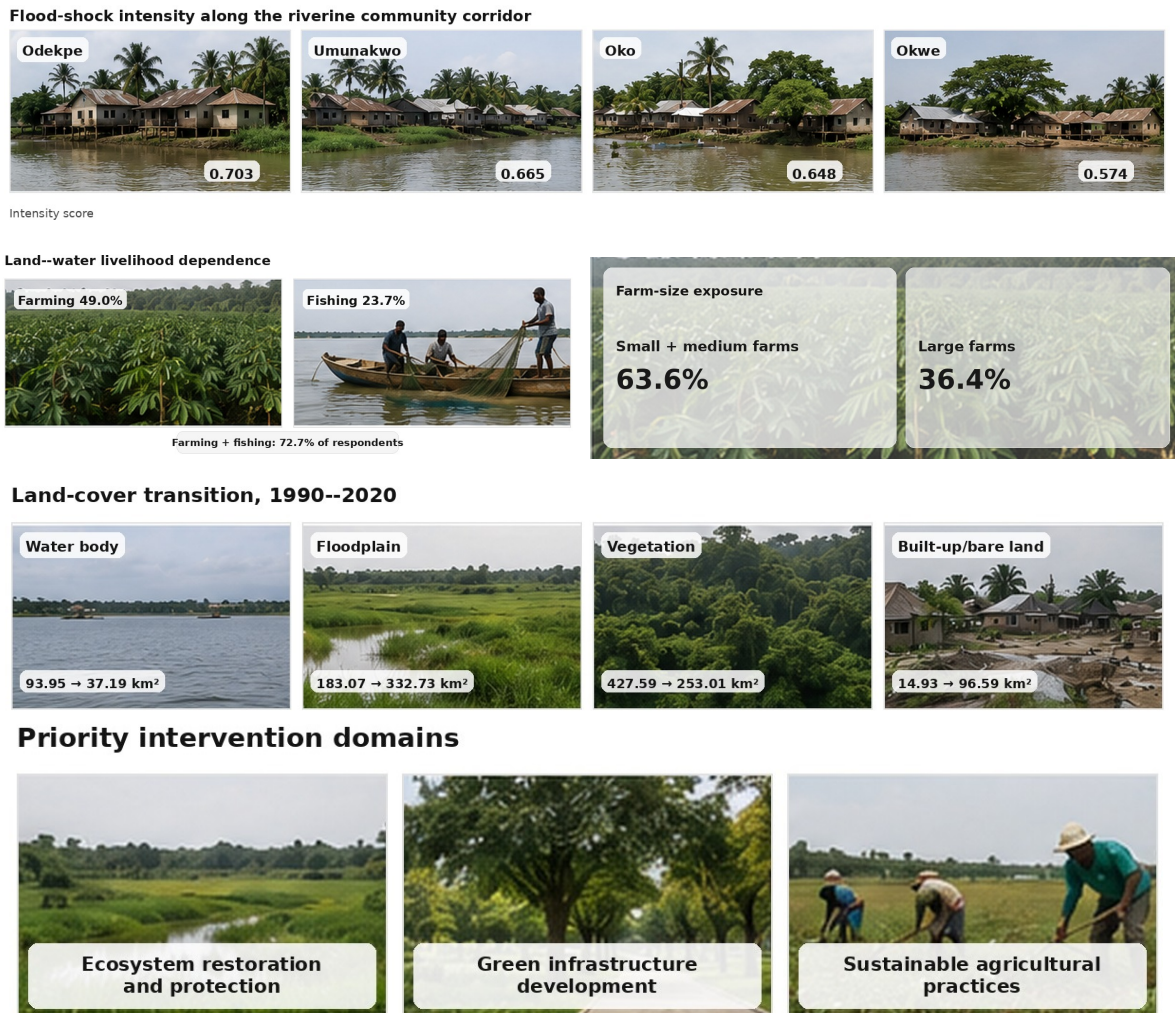 Flood-shock intensity along the riverine community corridor
Odekpe
Umunakwo
Oko
Okwe
0.703
0.665
0.648
0.574
Intensity score
Land--water livelihood dependence
Farming 49.0%
Fishing 23.7%
Farming + fishing: 72.7% of respondents
Farm-size exposure
Small + medium farms
63.6%
Large farms
36.4%
Land-cover transition, 1990--2020
Water body
Floodplain
Vegetation
Built-up/bare land
93.95 → 37.19 km²
183.07 → 332.73 km²
427.59 → 253.01 km²
14.93 → 96.59 km²
Priority intervention domains
Ecosystem restoration
and protection
Green infrastructure
development
Sustainable agricultural
practices